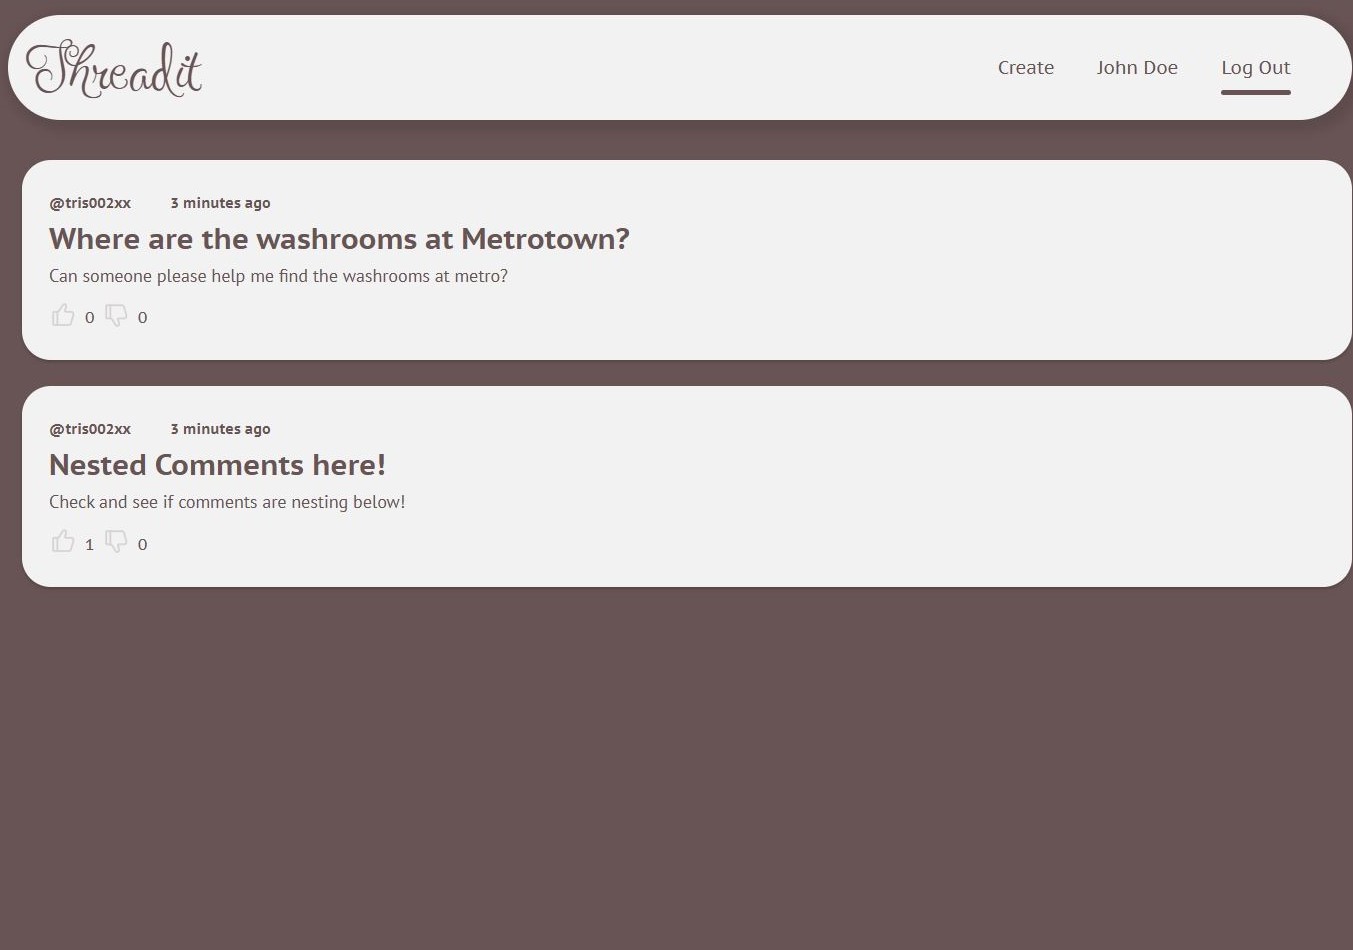 Threadit
Create John Doe Log Out
@tris002xx 3 minutes ago
Where are the washrooms at Metrotown?
Can someone please help me find the washrooms at metro?
0 0
@tris002xx 3 minutes ago
Nested Comments here!
Check and see if comments are nesting below!
1 0